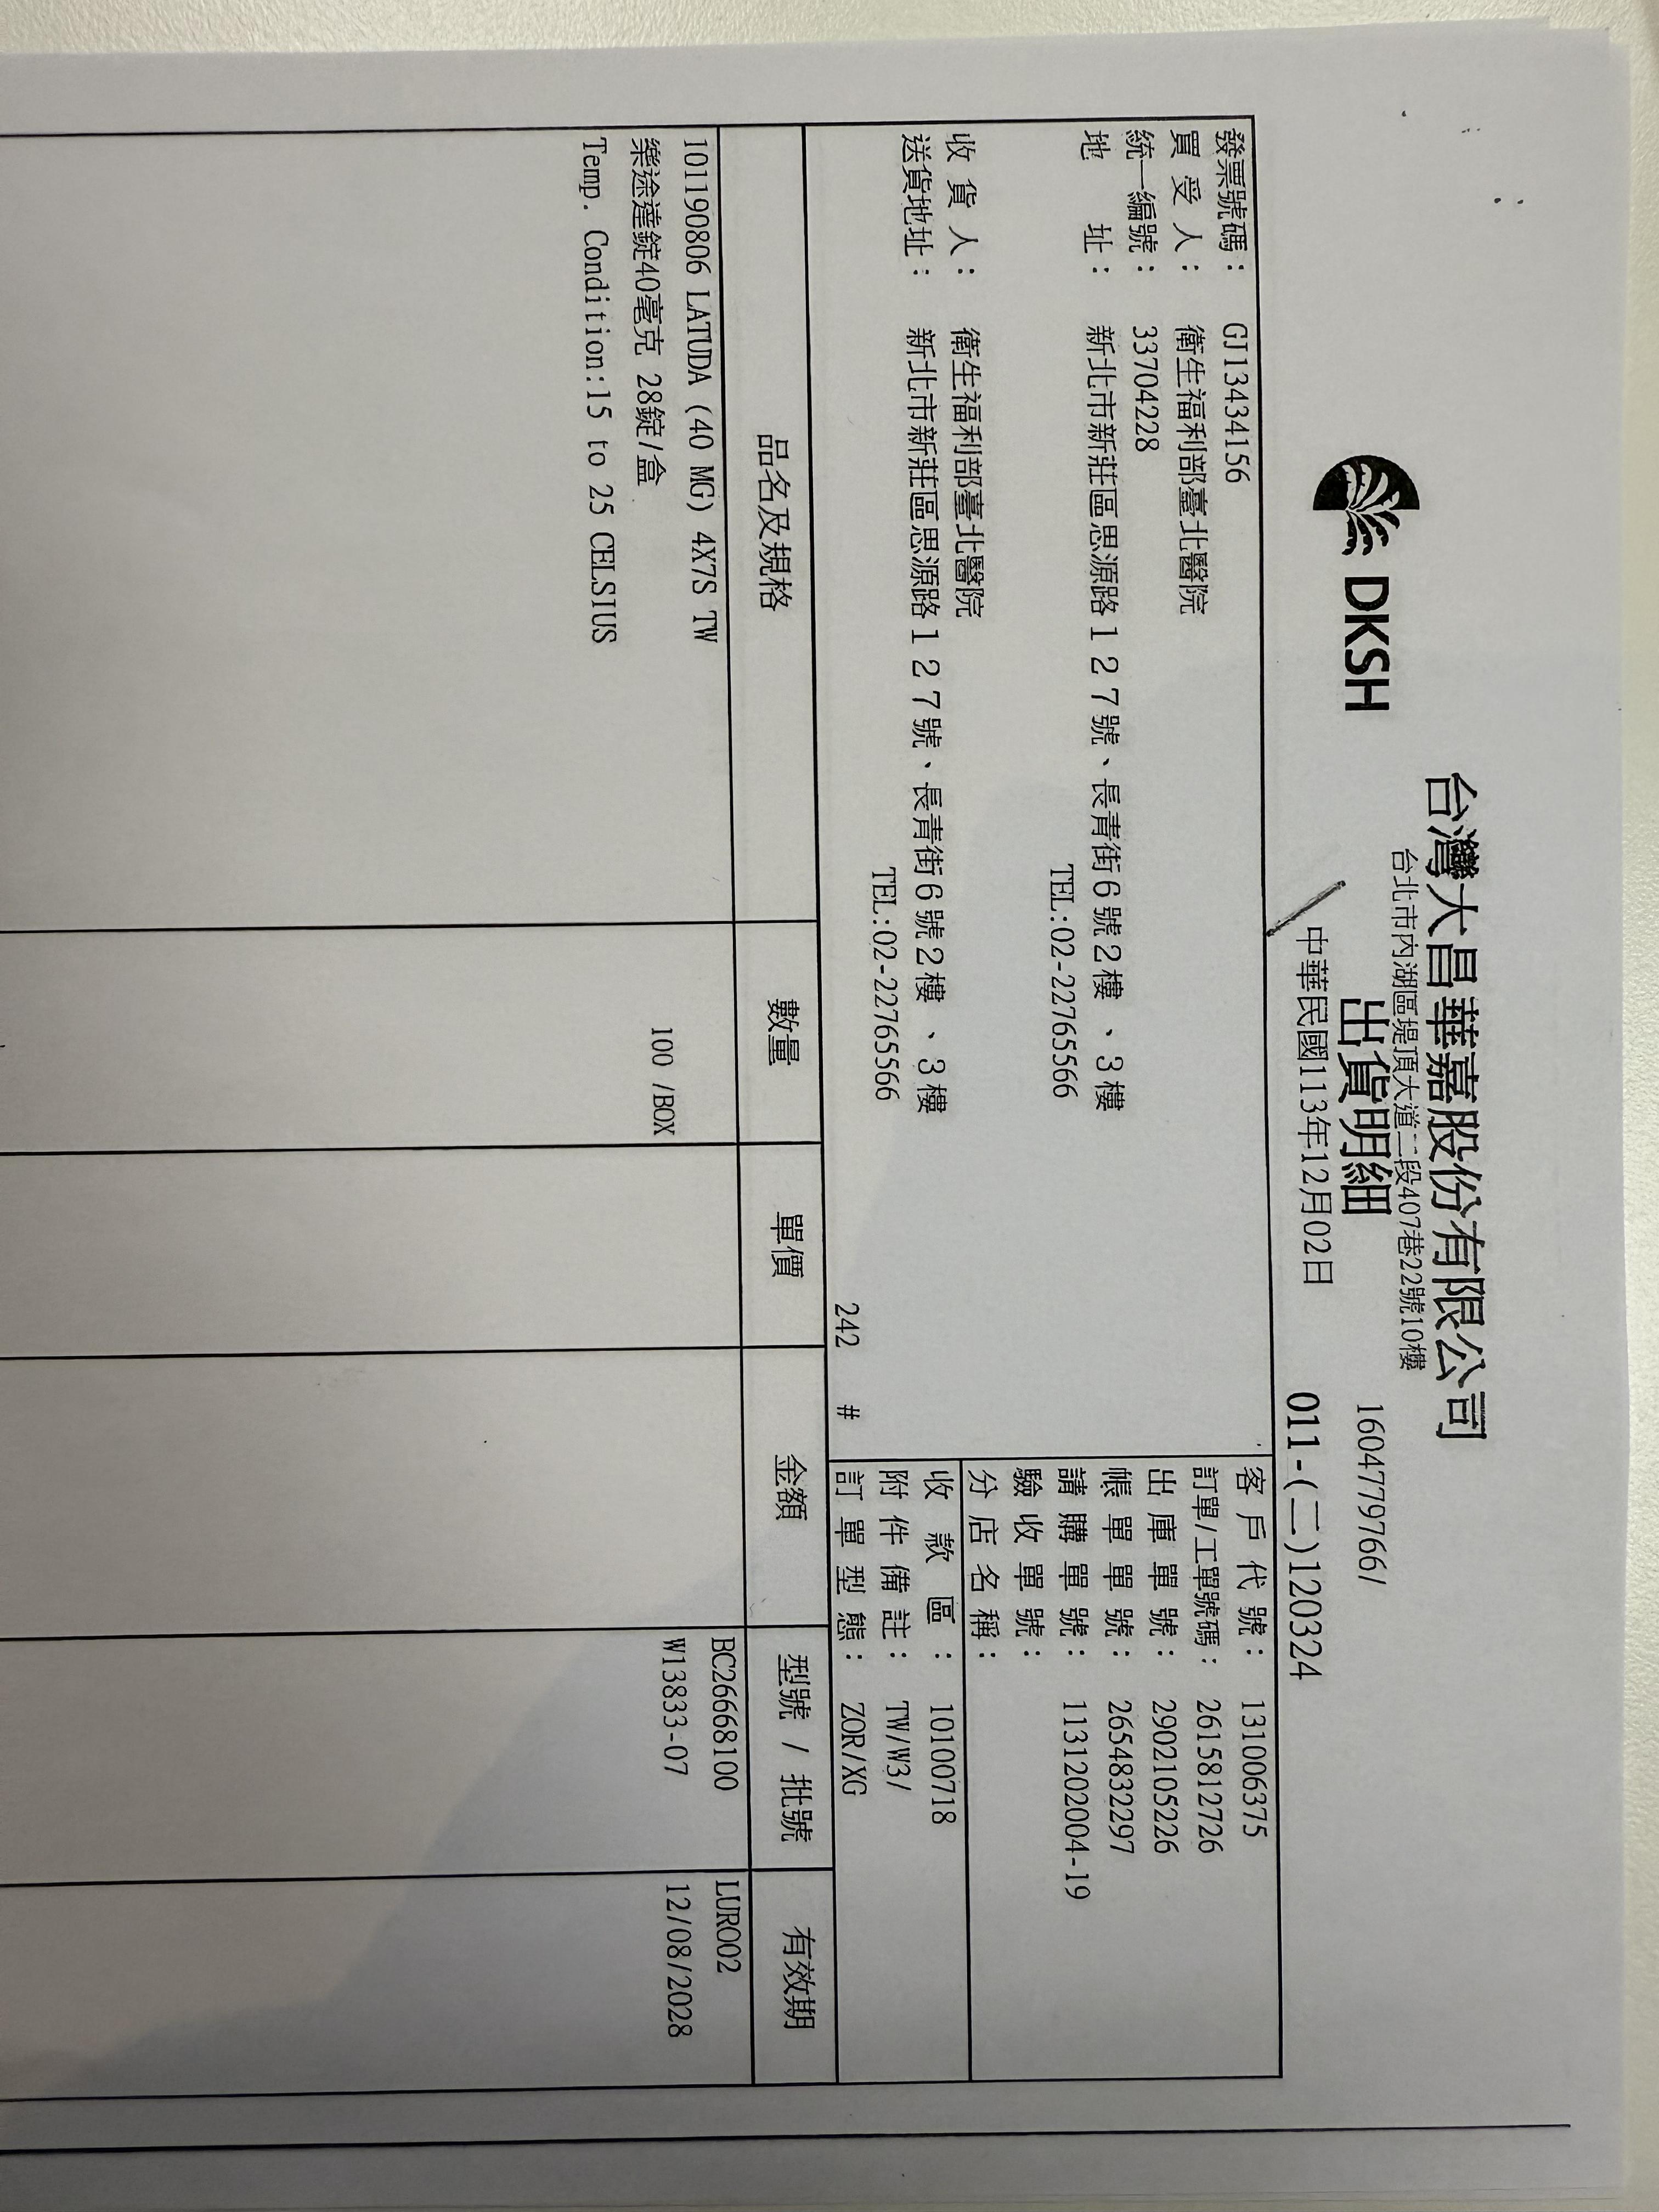 DKSH
台灣大昌華嘉股份有限公司
台北市內湖區堤頂大道二段407巷22號10樓
出貨明細
1604779766/
中華民國113年12月02日
011-(二)120324
發票號碼： GJ13434156
買 受 人： 衛生福利部臺北醫院
統一編號： 33704228
地 址： 新北市新莊區思源路１２７號、長青街６號２樓、３樓
TEL:02-22765566
收 貨 人： 衛生福利部臺北醫院
送貨地址： 新北市新莊區思源路１２７號、長青街６號２樓、３樓
TEL:02-22765566
242 #
客 戶 代 號： 131006375
訂單/工單號碼： 2615812726
出 庫 單 號： 2902105226
帳 單 單 號： 2654832297
請 購 單 號： 1131202004-19
驗 收 單 號：
分 店 名 稱：
收 款 區 ： 10100718
附 件 備 註 ： TW/W3/
訂 單 型 態 ： ZOR/XG
品名及規格 數量 單價 金額 型號 / 批號 有效期
101190806 LATUDA (40 MG) 4X7S TW BC26668100 LUR002
樂途達錠40毫克 28錠/盒 100 /BOX W13833-07 12/08/2028
Temp. Condition:15 to 25 CELSIUS